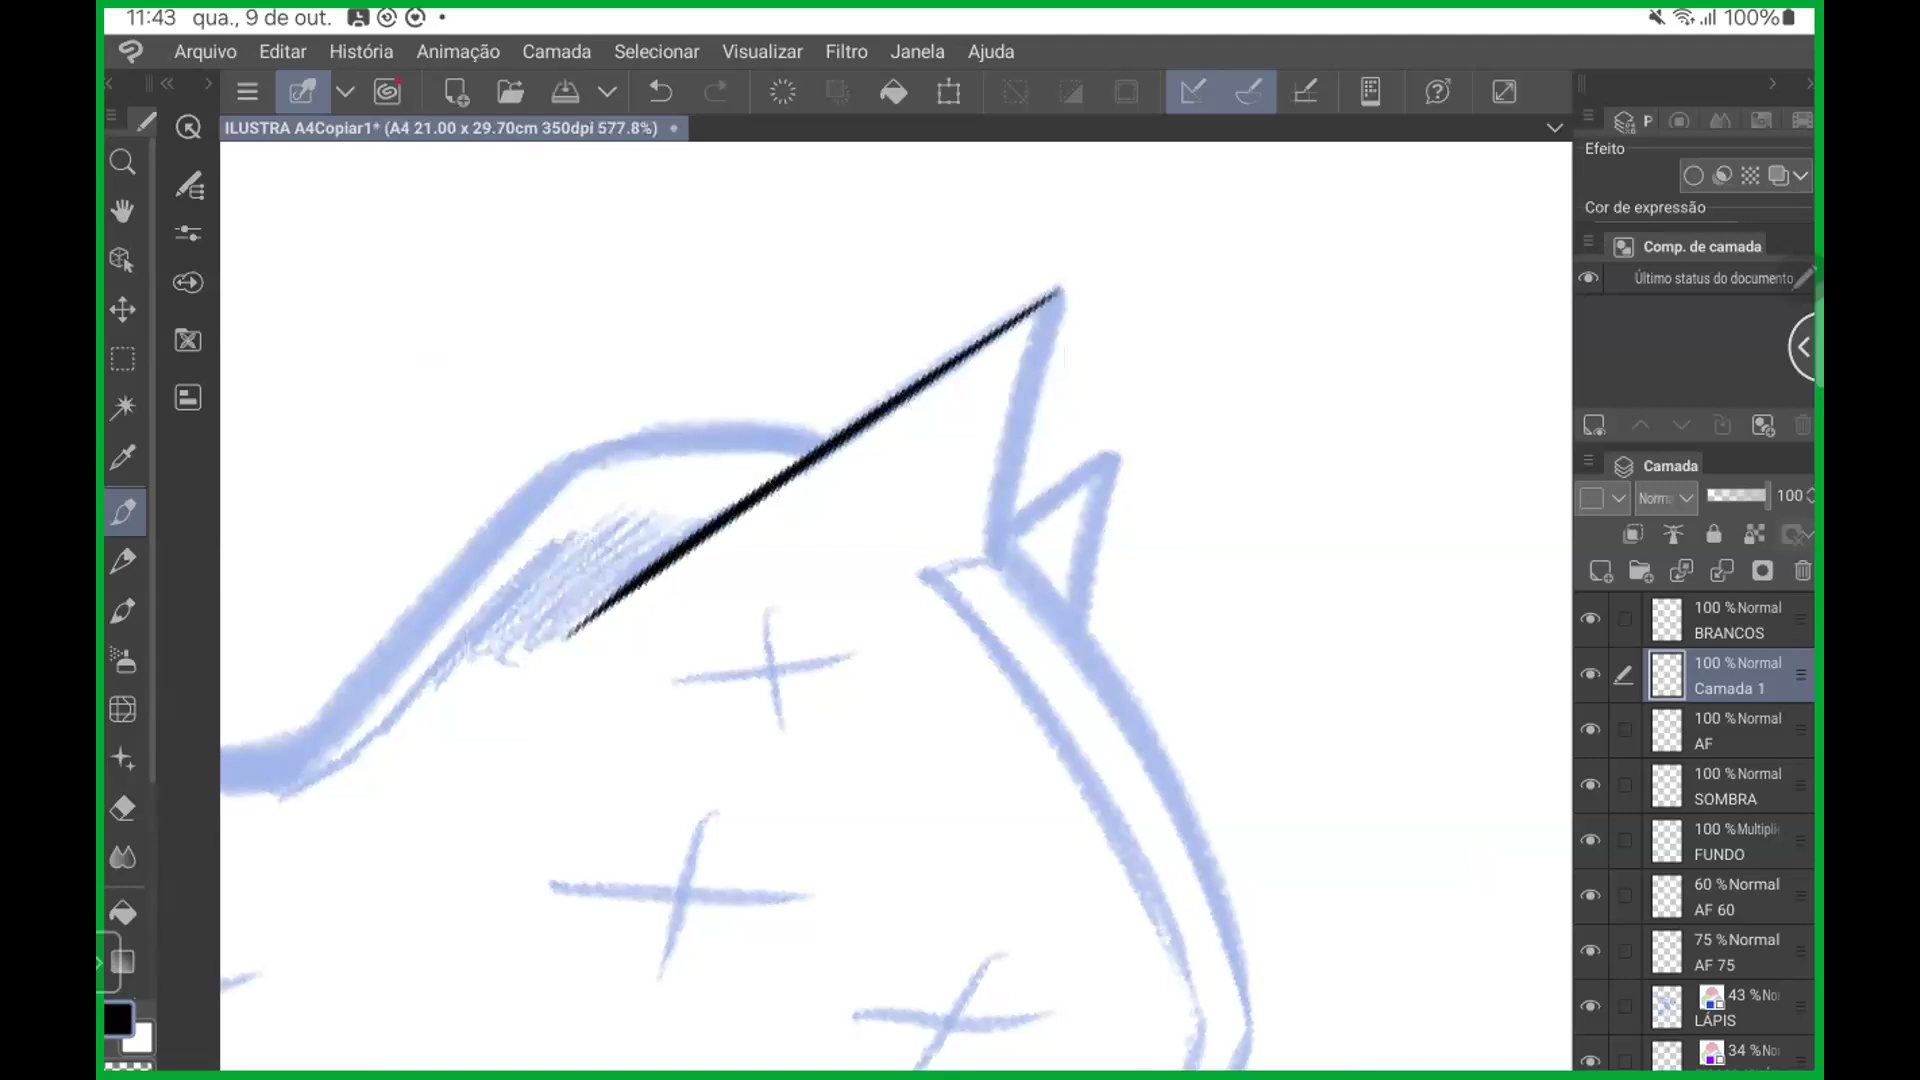 11:43 qua., 9 de out.
100%
Arquivo Editar História Animação Camada Selecionar Visualizar Filtro Janela Ajuda
ILUSTRA A4Copiar1* (A4 21.00 x 29.70cm 350dpi 577.8%)
P
Efeito
Cor de expressão
Comp. de camada
Último status do documento
Camada
Norma 100
100 % Normal
BRANCOS
100 % Normal
Camada 1
100 % Normal
AF
100 % Normal
SOMBRA
100 % Multipli
FUNDO
60 % Normal
AF 60
75 % Normal
AF 75
43 % No
LÁPIS
34 % No